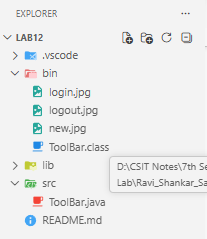 EXPLORER
LAB12
.vscode
bin
login.jpg
logout.jpg
new.jpg
ToolBar.class
lib
D:\CSIT Notes\7th Se
src
Lab\Ravi_Shankar_Sa
ToolBar.java
README.md